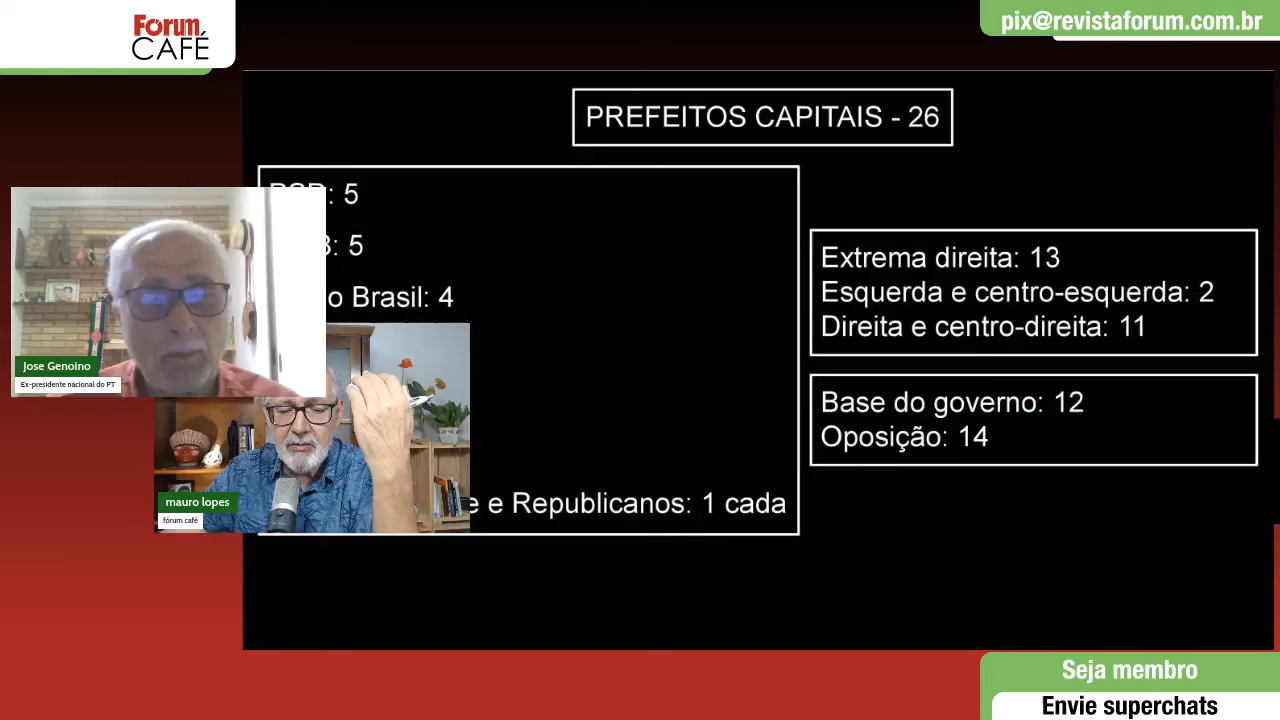 Fórum
CAFÉ
pix@revistaforum.com.br
PREFEITOS CAPITAIS - 26
: 5
: 5
o Brasil: 4
e Republicanos: 1 cada
Extrema direita: 13
Esquerda e centro-esquerda: 2
Direita e centro-direita: 11
Base do governo: 12
Oposição: 14
Jose Genoino
Ex-presidente nacional do PT
mauro lopes
fórum café
Seja membro
Envie superchats